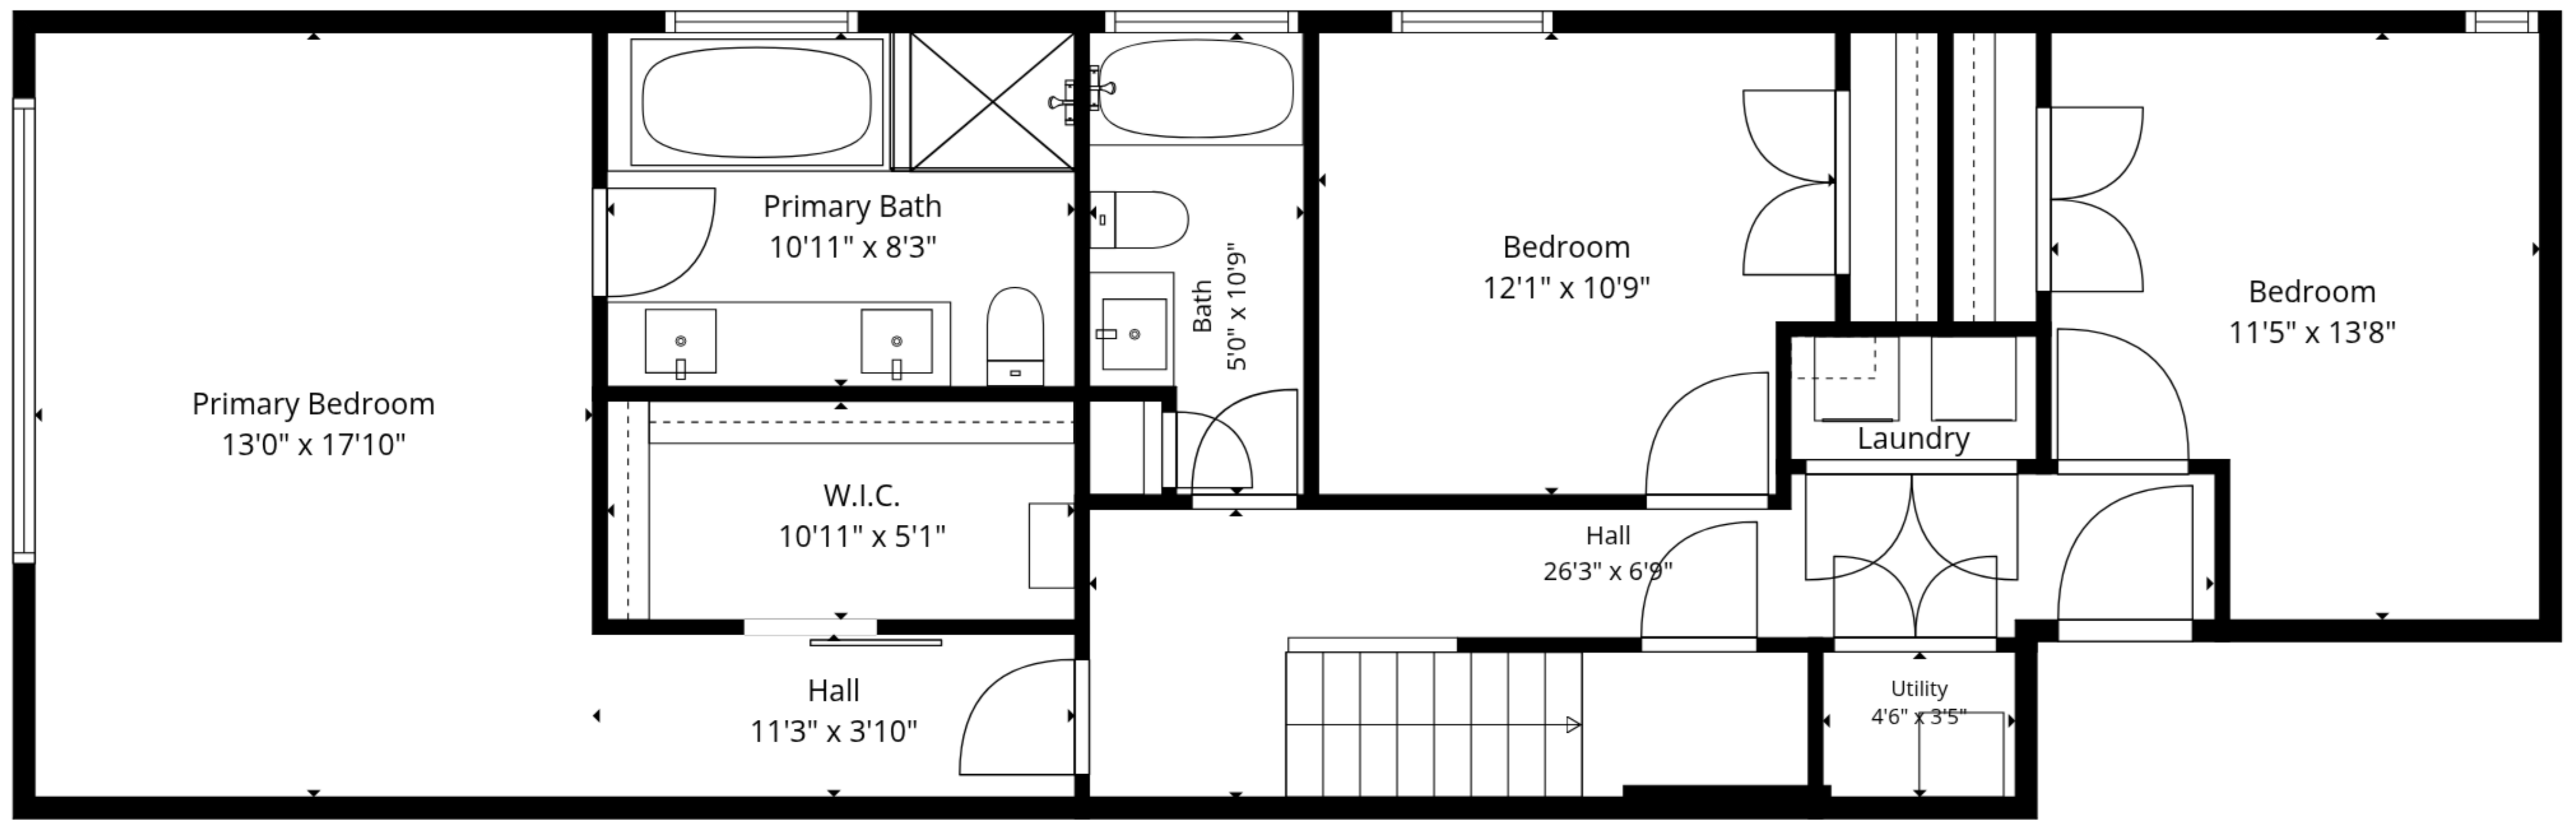 Primary Bedroom
13'0" x 17'10"
Primary Bath
10'11" x 8'3"
W.I.C.
10'11" x 5'1"
Hall
11'3" x 3'10"
Bath
5'0" x 10'9"
Bedroom
12'1" x 10'9"
Hall
26'3" x 6'9"
Laundry
Utility
4'6" x 3'5"
Bedroom
11'5" x 13'8"